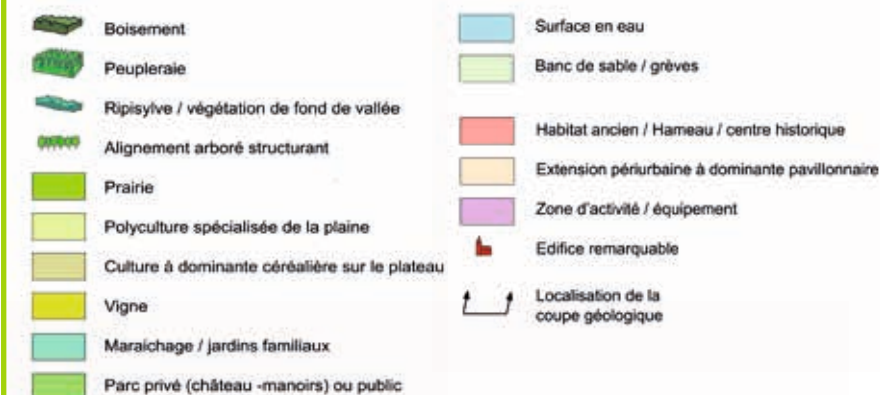 Boisement
Peupleraie
Ripisylve / végétation de fond de vallée
Alignement arboré structurant
Prairie
Polyculture spécialisée de la plaine
Culture à dominante céréalière sur le plateau
Vigne
Maraîchage / jardins familiaux
Parc privé (château -manoirs) ou public
Surface en eau
Banc de sable / grèves
Habitat ancien / Hameau / centre historique
Extension périurbaine à dominante pavillonnaire
Zone d'activité / équipement
Edifice remarquable
Localisation de la
coupe géologique